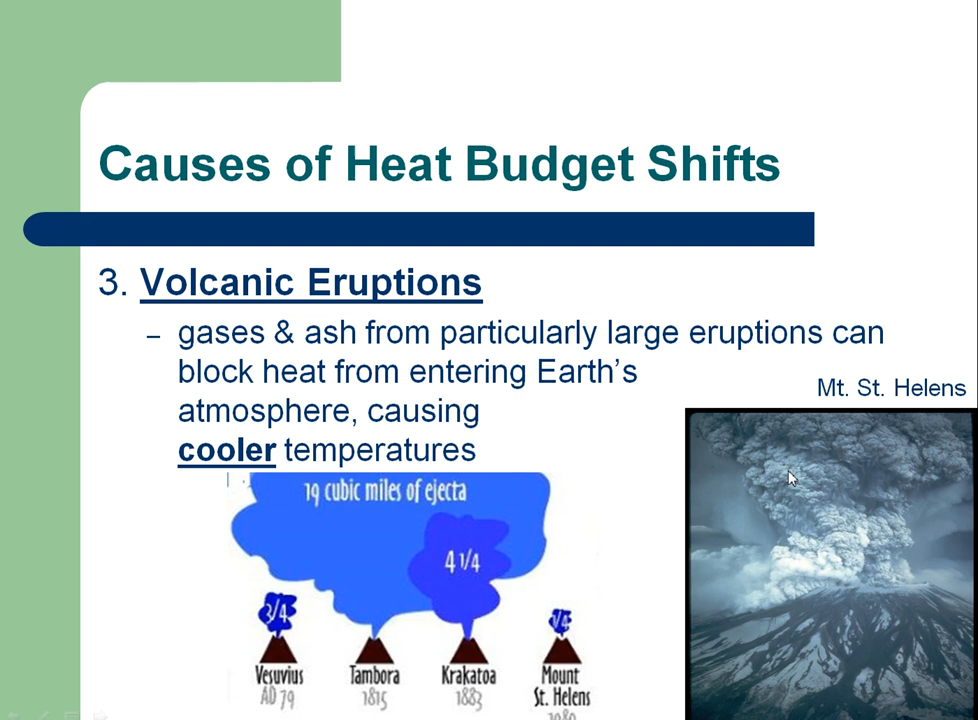 Causes of Heat Budget Shifts
3. Volcanic Eruptions
– gases & ash from particularly large eruptions can
block heat from entering Earth’s
atmosphere, causing
cooler temperatures
Mt. St. Helens
19 cubic miles of ejecta
4 1/4
3/4
1/4
Vesuvius
AD 79
Tambora
1815
Krakatoa
1883
Mount
St. Helens
1980